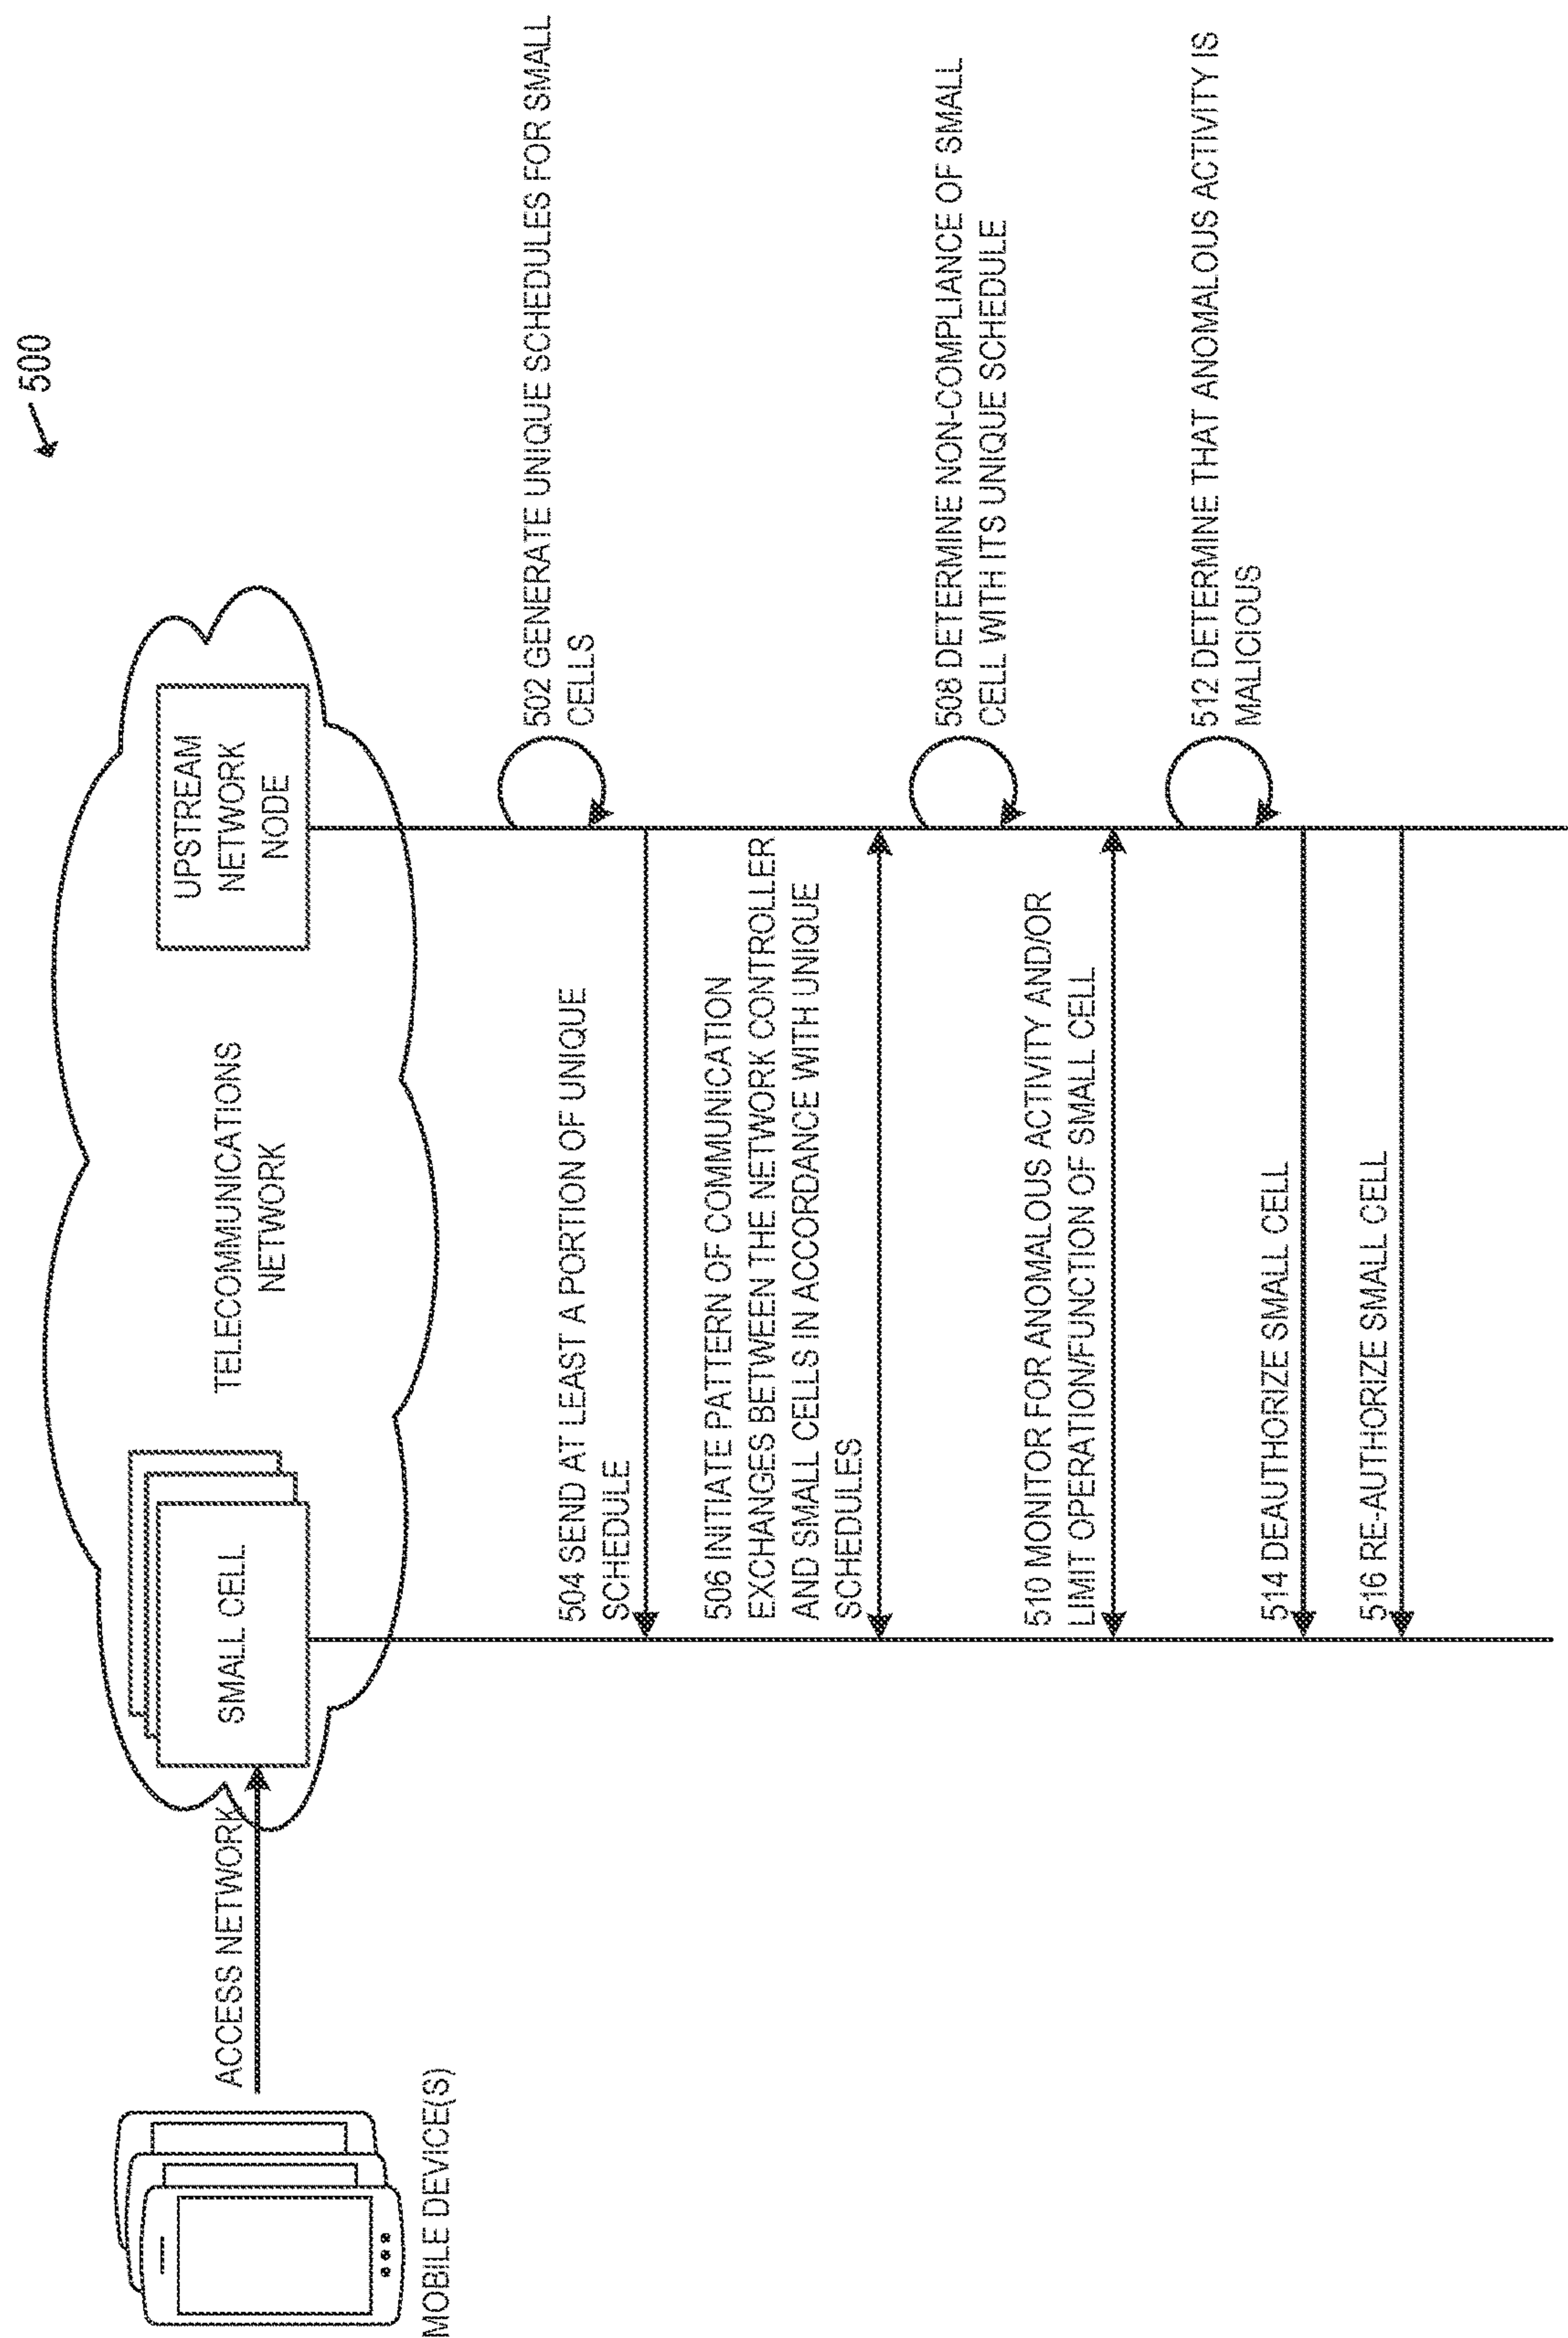 500
MOBILE DEVICE(S)
ACCESS NETWORK
SMALL CELL
TELECOMMUNICATIONS
NETWORK
UPSTREAM
NETWORK
NODE
502 GENERATE UNIQUE SCHEDULES FOR SMALL
CELLS
504 SEND AT LEAST A PORTION OF UNIQUE
SCHEDULE
506 INITIATE PATTERN OF COMMUNICATION
EXCHANGES BETWEEN THE NETWORK CONTROLLER
AND SMALL CELLS IN ACCORDANCE WITH UNIQUE
SCHEDULES
508 DETERMINE NON-COMPLIANCE OF SMALL
CELL WITH ITS UNIQUE SCHEDULE
510 MONITOR FOR ANOMALOUS ACTIVITY AND/OR
LIMIT OPERATION/FUNCTION OF SMALL CELL
512 DETERMINE THAT ANOMALOUS ACTIVITY IS
MALICIOUS
514 DEAUTHORIZE SMALL CELL
516 RE-AUTHORIZE SMALL CELL